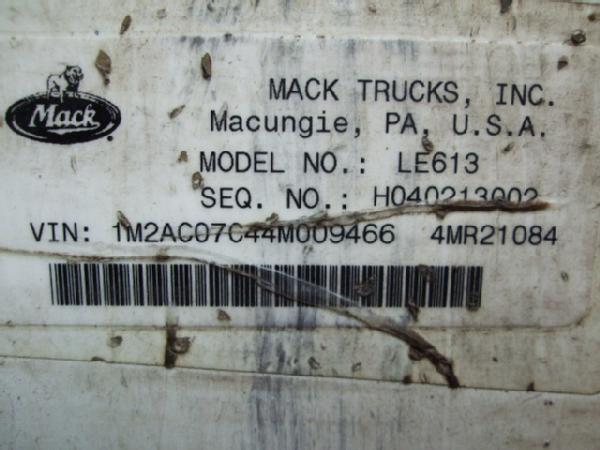 Mack
MACK TRUCKS, INC.
Macungie, PA, U.S.A.
MODEL NO.: LE613
SEQ. NO.: H040213002
VIN: 1M2AC07C44M009466 4MR21084